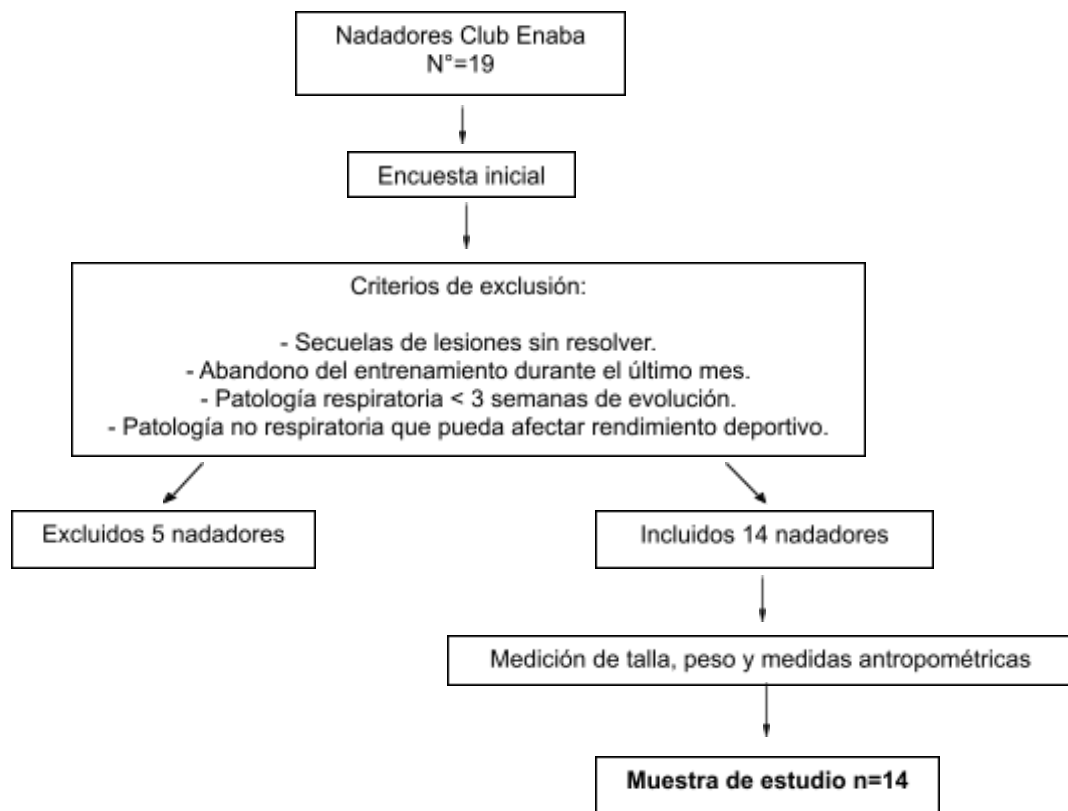 Nadadores Club Enaba
N°=19
Encuesta inicial
Criterios de exclusión:
- Secuelas de lesiones sin resolver.
- Abandono del entrenamiento durante el último mes.
- Patología respiratoria < 3 semanas de evolución.
- Patología no respiratoria que pueda afectar rendimiento deportivo.
Excluidos 5 nadadores
Incluidos 14 nadadores
Medición de talla, peso y medidas antropométricas
Muestra de estudio n=14